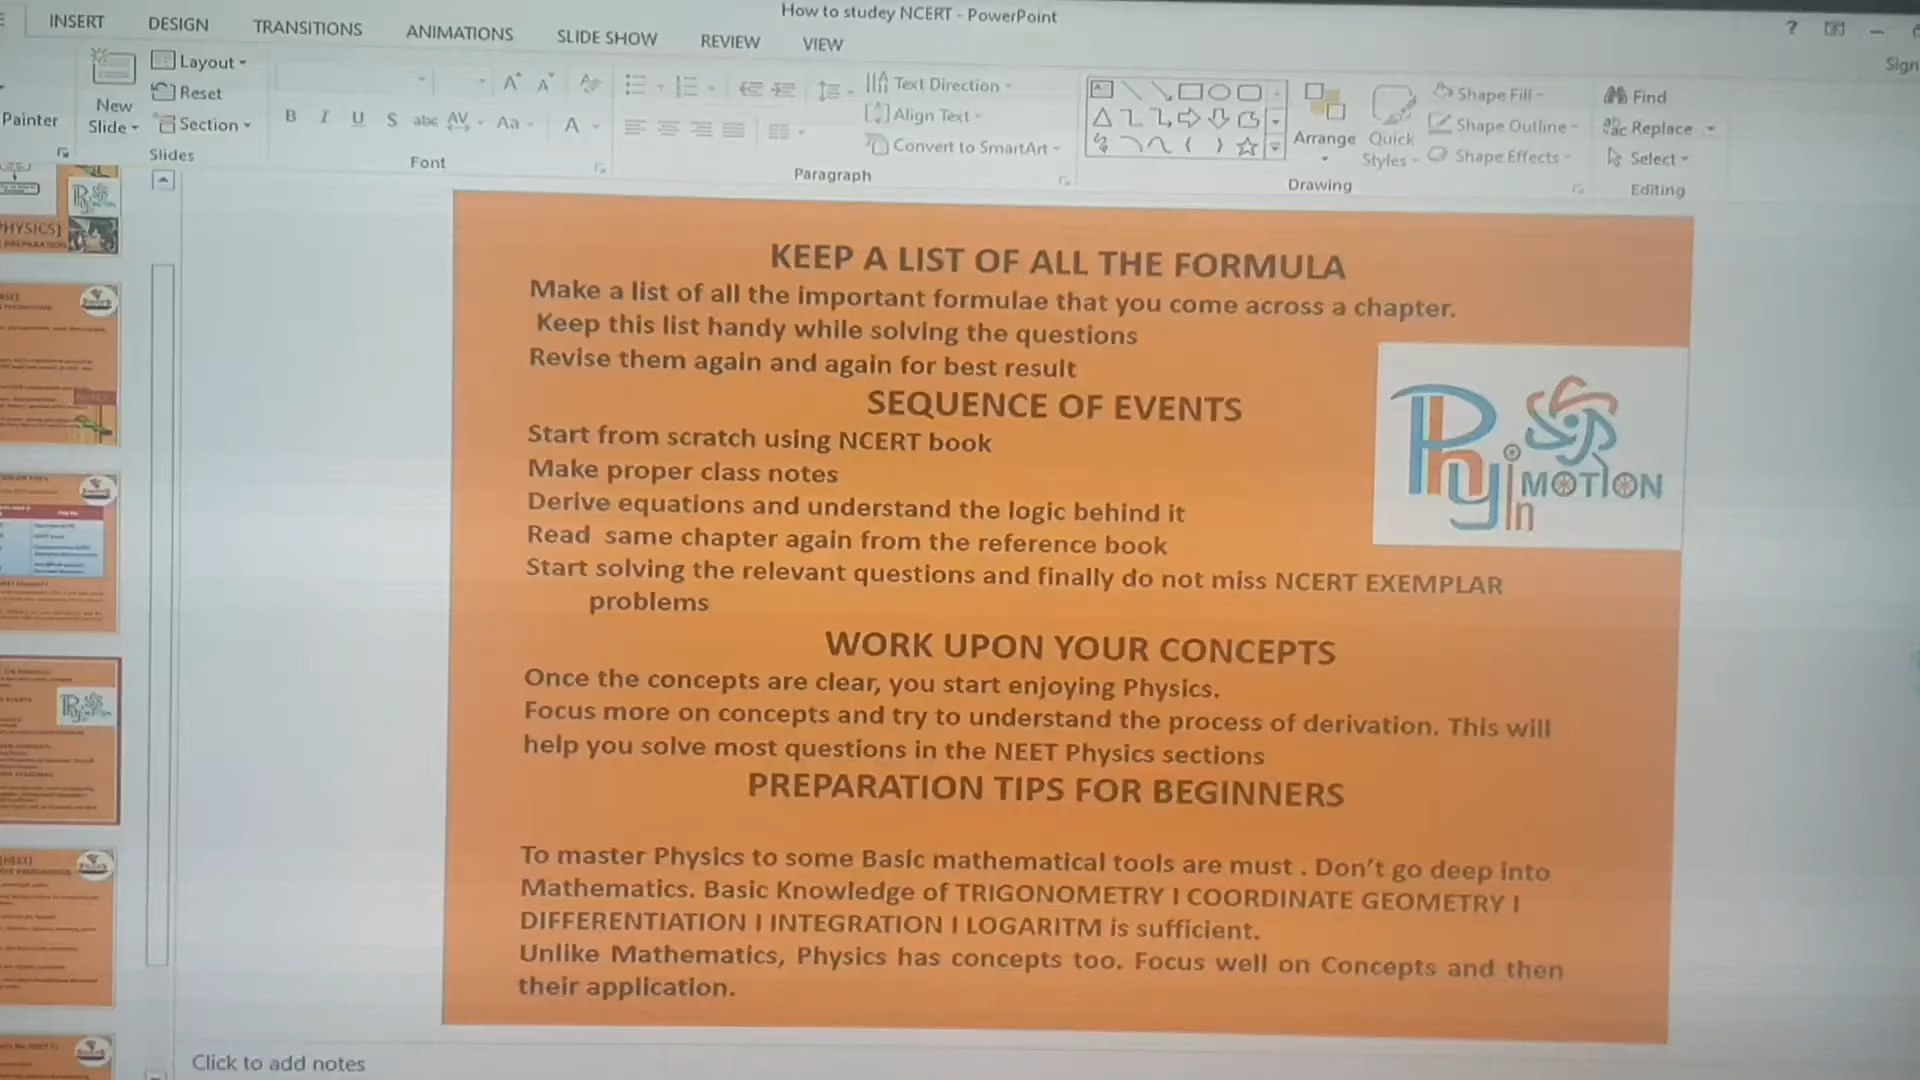 How to studey NCERT - PowerPoint
INSERT DESIGN TRANSITIONS ANIMATIONS SLIDE SHOW REVIEW VIEW
Sign
Painter
New
Slide
Layout
Reset
Section
Slides
B I U S abc AV Aa A
Font
Text Direction
Align Text
Convert to SmartArt
Paragraph
Arrange
Quick
Styles
Shape Fill
Shape Outline
Shape Effects
Drawing
Find
Replace
Select
Editing
KEEP A LIST OF ALL THE FORMULA
Make a list of all the important formulae that you come across a chapter.
Keep this list handy while solving the questions
Revise them again and again for best result
SEQUENCE OF EVENTS
Start from scratch using NCERT book
Make proper class notes
Derive equations and understand the logic behind it
Read same chapter again from the reference book
Start solving the relevant questions and finally do not miss NCERT EXEMPLAR
problems
Phy in MOTION
WORK UPON YOUR CONCEPTS
Once the concepts are clear, you start enjoying Physics.
Focus more on concepts and try to understand the process of derivation. This will
help you solve most questions in the NEET Physics sections
PREPARATION TIPS FOR BEGINNERS
To master Physics to some Basic mathematical tools are must . Don't go deep into
Mathematics. Basic Knowledge of TRIGONOMETRY I COORDINATE GEOMETRY I
DIFFERENTIATION I INTEGRATION I LOGARITM is sufficient.
Unlike Mathematics, Physics has concepts too. Focus well on Concepts and then
their application.
Click to add notes